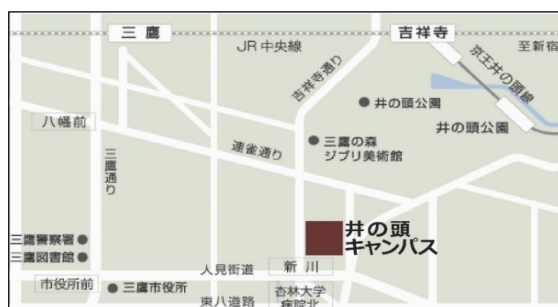 三鷹
吉祥寺
JR中央線
至新宿
京王井の頭線
吉祥寺通り
井の頭公園
井の頭公園
八幡前
三鷹の森
ジブリ美術館
連雀通り
三鷹通り
井の頭
キャンパス
三鷹警察署
三鷹図書館
人見街道
新川
市役所前
三鷹市役所
東八道路
杏林大学
病院北